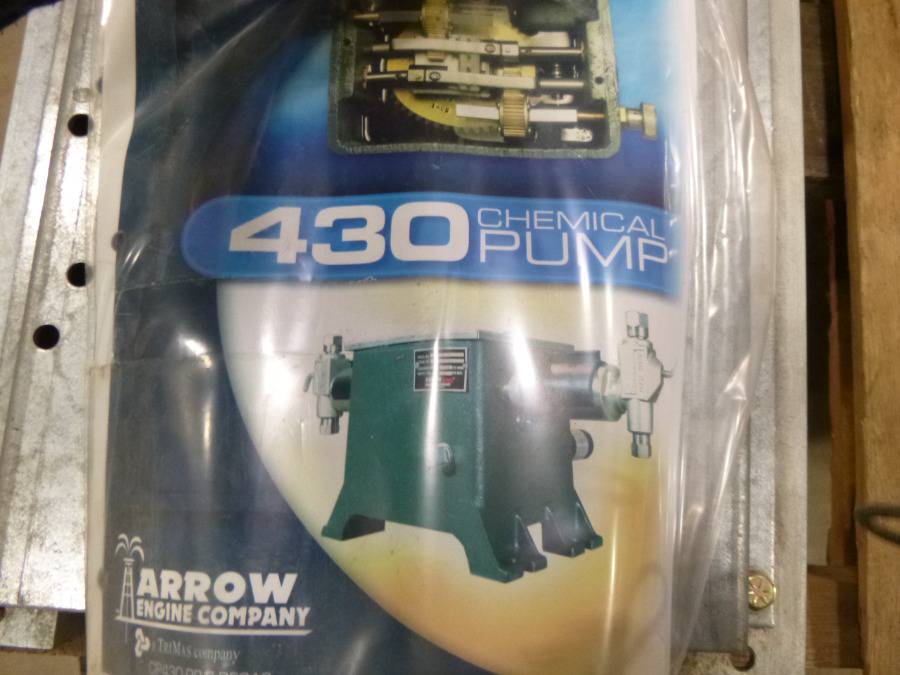 430 CHEMICAL
PUMP
ARROW
ENGINE COMPANY
A TRIMAS company